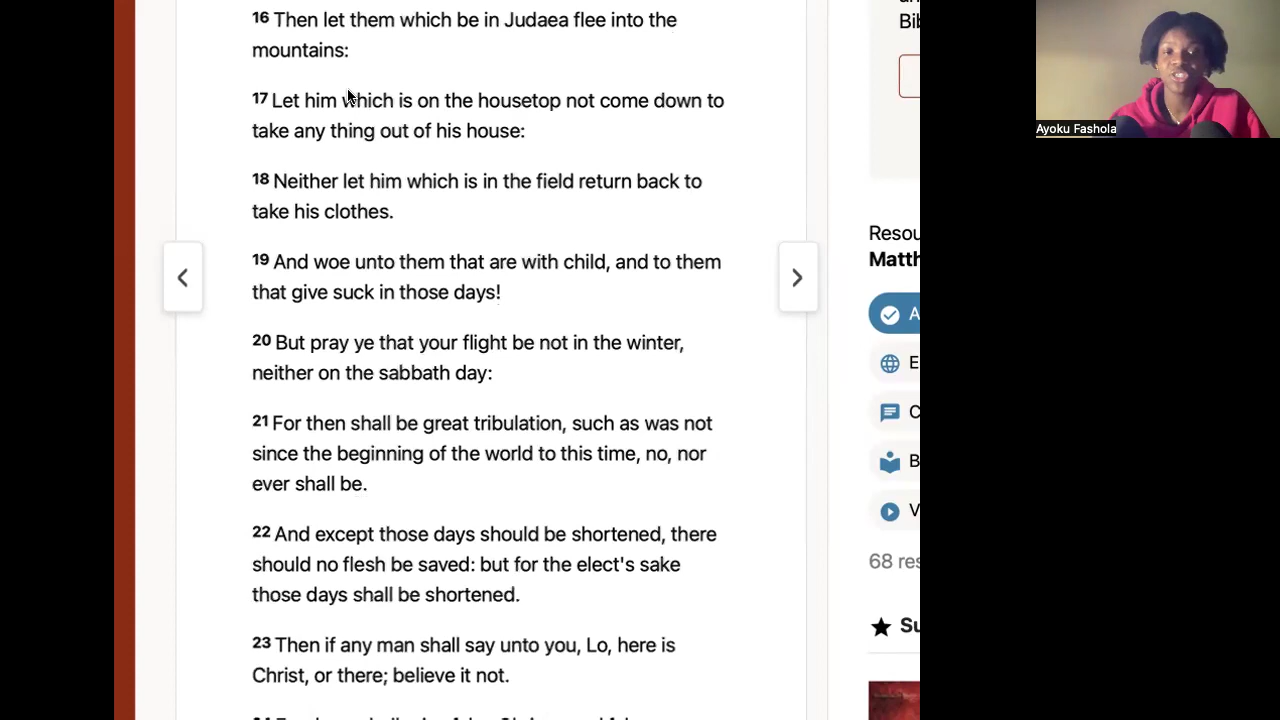 16 Then let them which be in Judaea flee into the
mountains:
17 Let him which is on the housetop not come down to
take any thing out of his house:
18 Neither let him which is in the field return back to
take his clothes.
19 And woe unto them that are with child, and to them
that give suck in those days!
20 But pray ye that your flight be not in the winter,
neither on the sabbath day:
21 For then shall be great tribulation, such as was not
since the beginning of the world to this time, no, nor
ever shall be.
22 And except those days should be shortened, there
should no flesh be saved: but for the elect's sake
those days shall be shortened.
23 Then if any man shall say unto you, Lo, here is
Christ, or there; believe it not.
Bib
Resou
Matth
A
E
C
B
V
68 res
Su
Ayoku Fashola